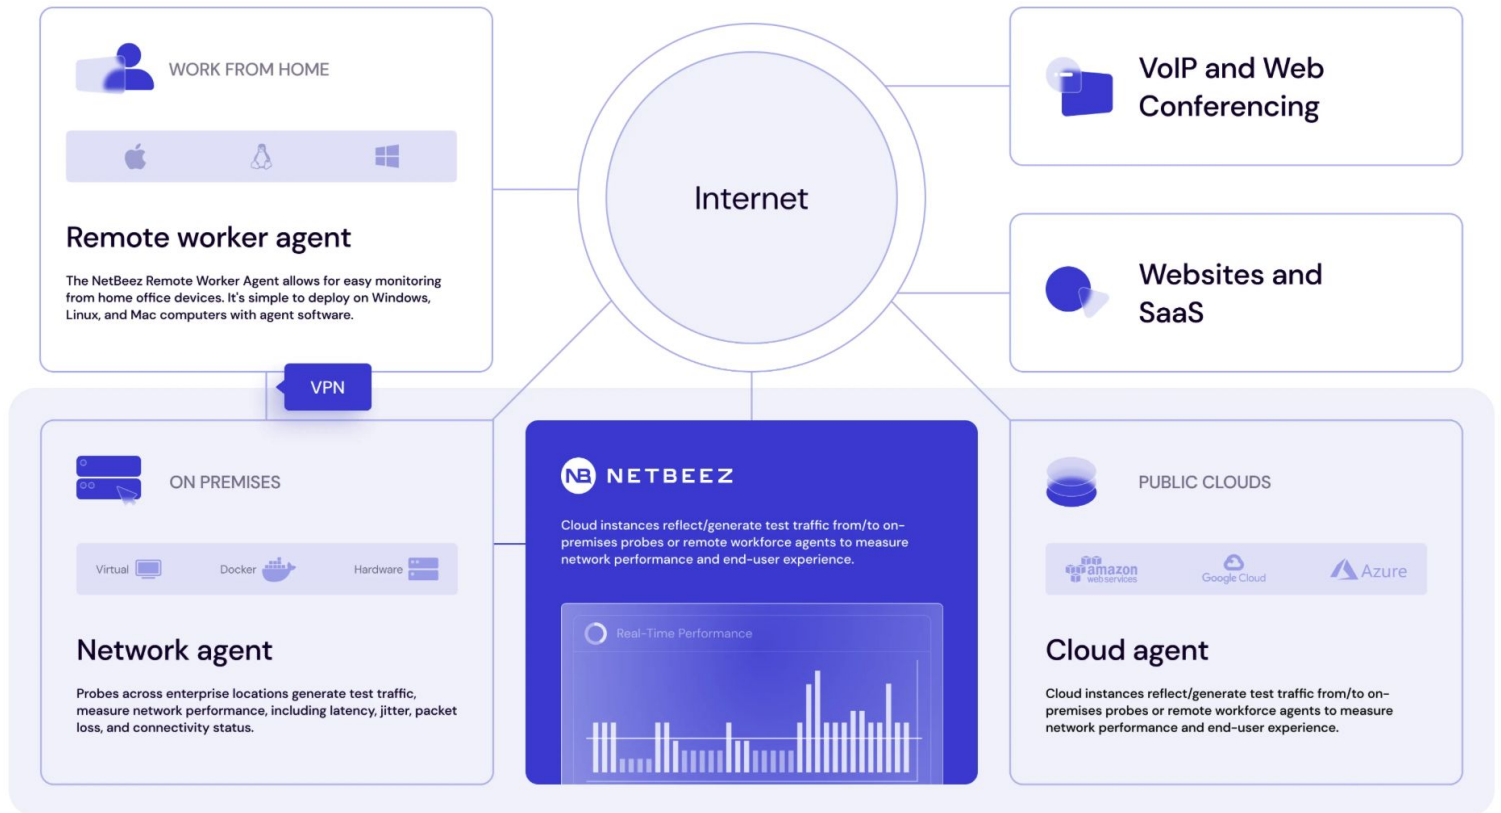 WORK FROM HOME
Remote worker agent
The NetBeez Remote Worker Agent allows for easy monitoring
from home office devices. It's simple to deploy on Windows,
Linux, and Mac computers with agent software.
Internet
VoIP and Web
Conferencing
Websites and
SaaS
VPN
ON PREMISES
Virtual
Docker
Hardware
Network agent
Probes across enterprise locations generate test traffic,
measure network performance, including latency, jitter, packet
loss, and connectivity status.
NB NETBEEZ
Cloud instances reflect/generate test traffic from/to on-
premises probes or remote workforce agents to measure
network performance and end-user experience.
Real-Time Performance
PUBLIC CLOUDS
amazon
webservices
Google Cloud
Azure
Cloud agent
Cloud instances reflect/generate test traffic from/to on-
premises probes or remote workforce agents to measure
network performance and end-user experience.